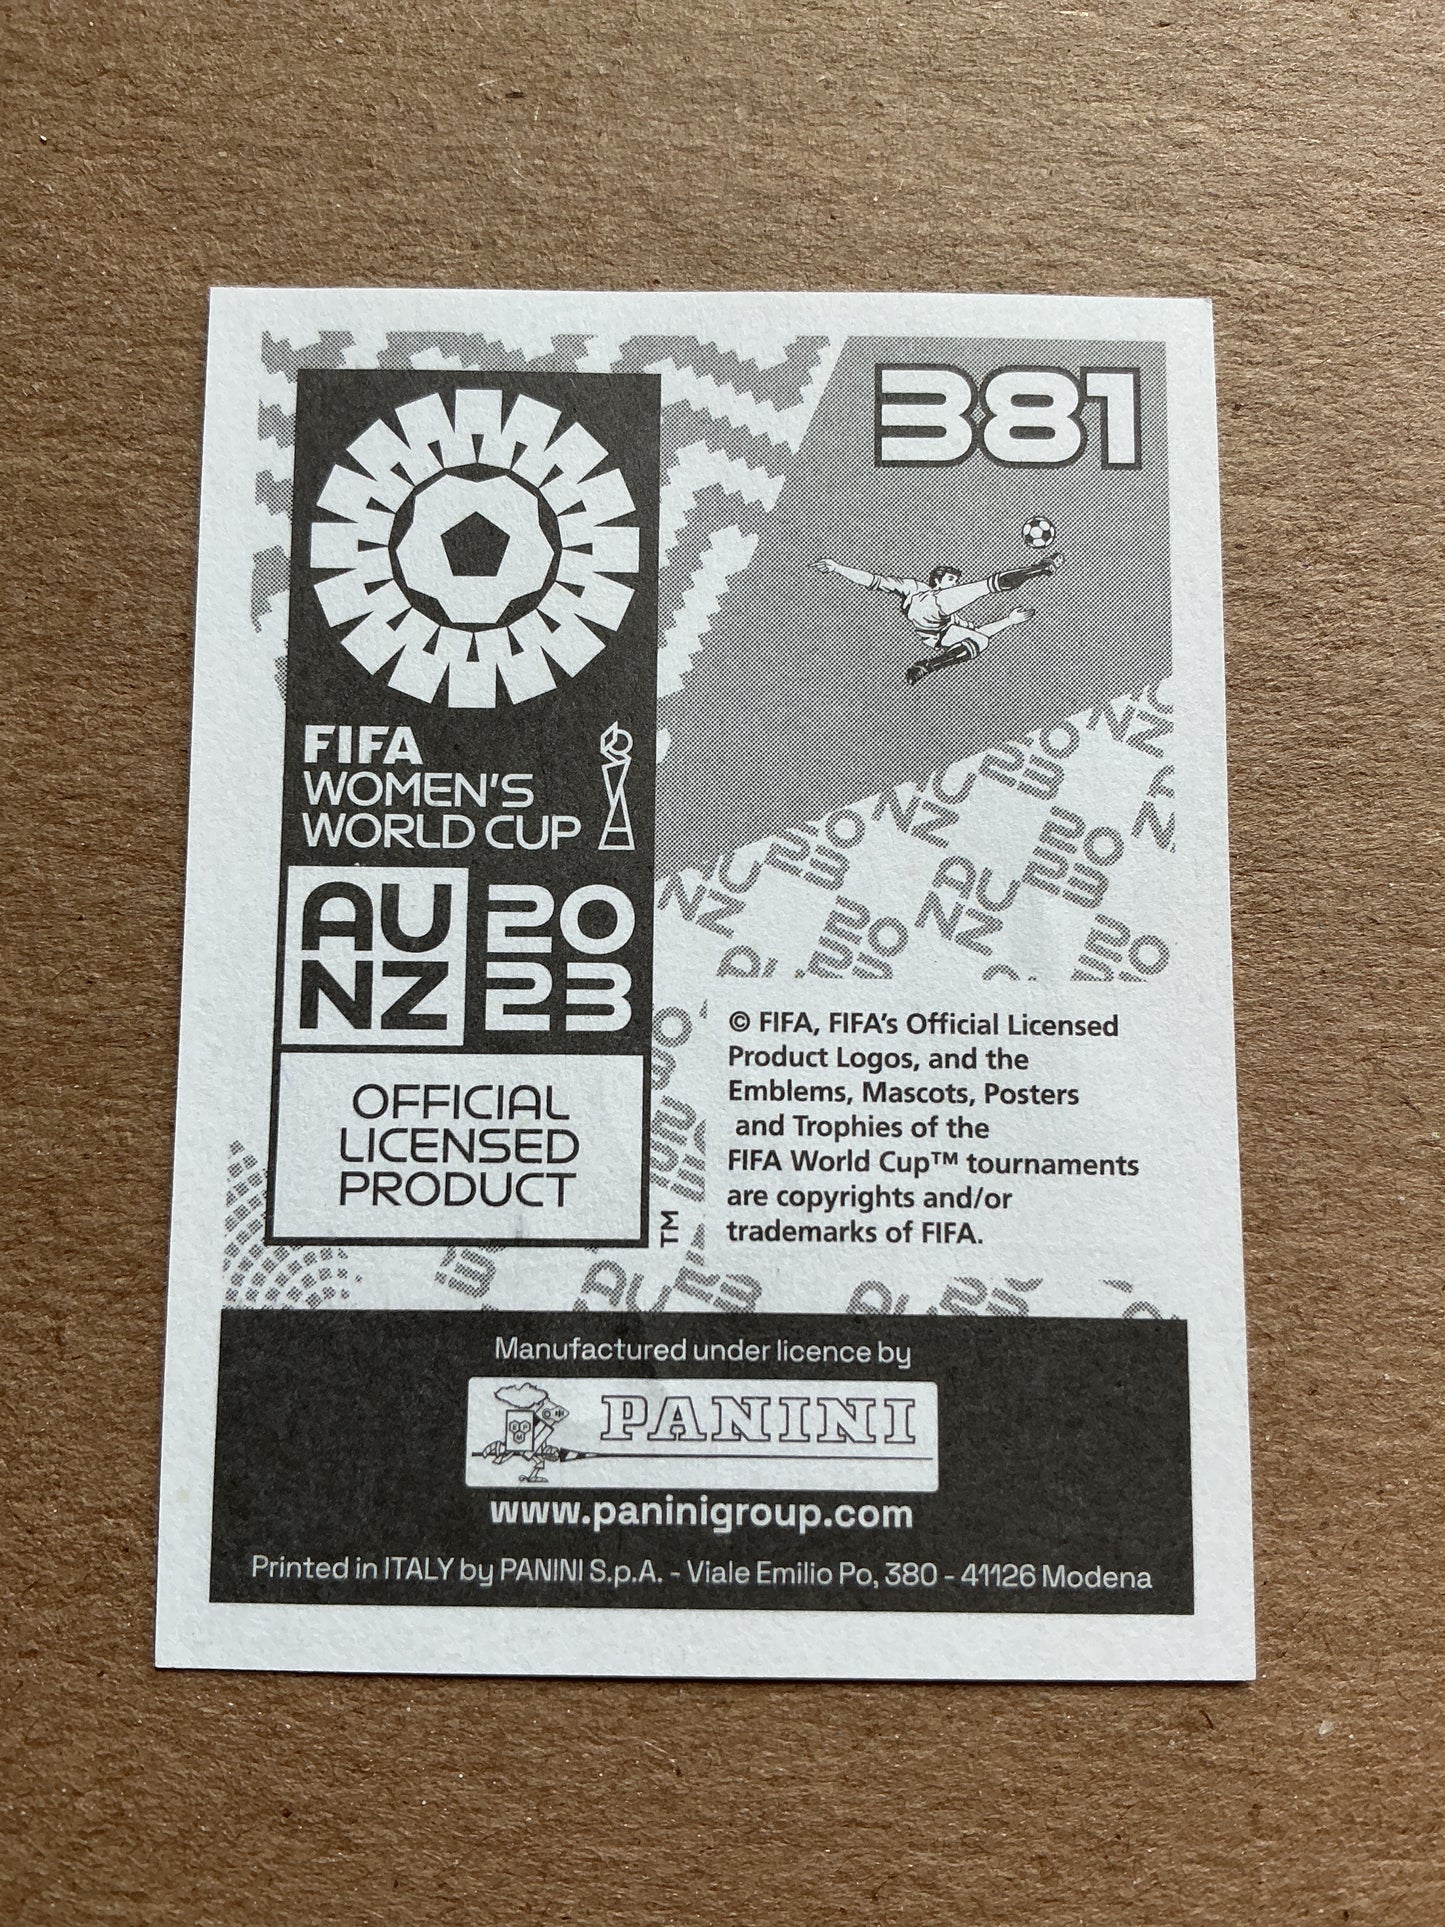 381
FIFA
WOMEN'S
WORLD CUP
AU
NZ
20
23
OFFICIAL
LICENSED
PRODUCT
TM
© FIFA, FIFA's Official Licensed
Product Logos, and the
Emblems, Mascots, Posters
and Trophies of the
FIFA World Cup™ tournaments
are copyrights and/or
trademarks of FIFA.
Manufactured under licence by
PANINI
www.paninigroup.com
Printed in ITALY by PANINI S.p.A. - Viale Emilio Po, 380 - 41126 Modena